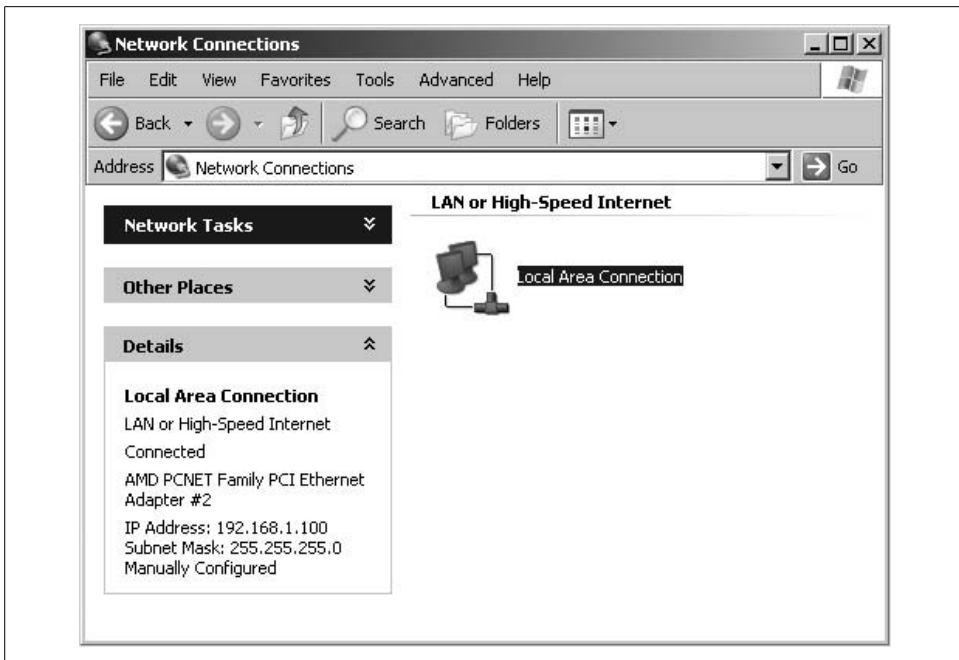 Network Connections
File Edit View Favorites Tools Advanced Help
Back Search Folders
Address Network Connections Go
Network Tasks
Other Places
Details
Local Area Connection
LAN or High-Speed Internet
Connected
AMD PCNET Family PCI Ethernet
Adapter #2
IP Address: 192.168.1.100
Subnet Mask: 255.255.255.0
Manually Configured
LAN or High-Speed Internet
Local Area Connection